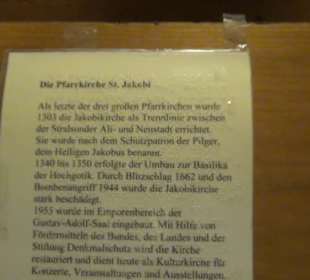 Die Pfarrkirche St. Jakobi
Als letzte der drei großen Pfarrkirchen wurde
1303 die Jakobikirche als Trennlinie zwischen
der Stralsunder Alt- und Neustadt errichtet.
Sie wurde nach dem Schutzpatron der Pilger,
dem Heiligen Jakobus benannt.
1340 bis 1350 erfolgte der Umbau zur Basilika
der Hochgotik. Durch Blitzschlag 1662 und den
Bombenangriff 1944 wurde die Jakobikirche
stark beschädigt.
1955 wurde im Emporenbereich der
Gustav-Adolf-Saal eingebaut. Mit Hilfe von
Fördermitteln des Bundes, des Landes und der
Stiftung Denkmalschutz wird die Kirche
restauriert und dient heute als Kulturkirche für
Konzerte, Veranstaltungen und Ausstellungen.